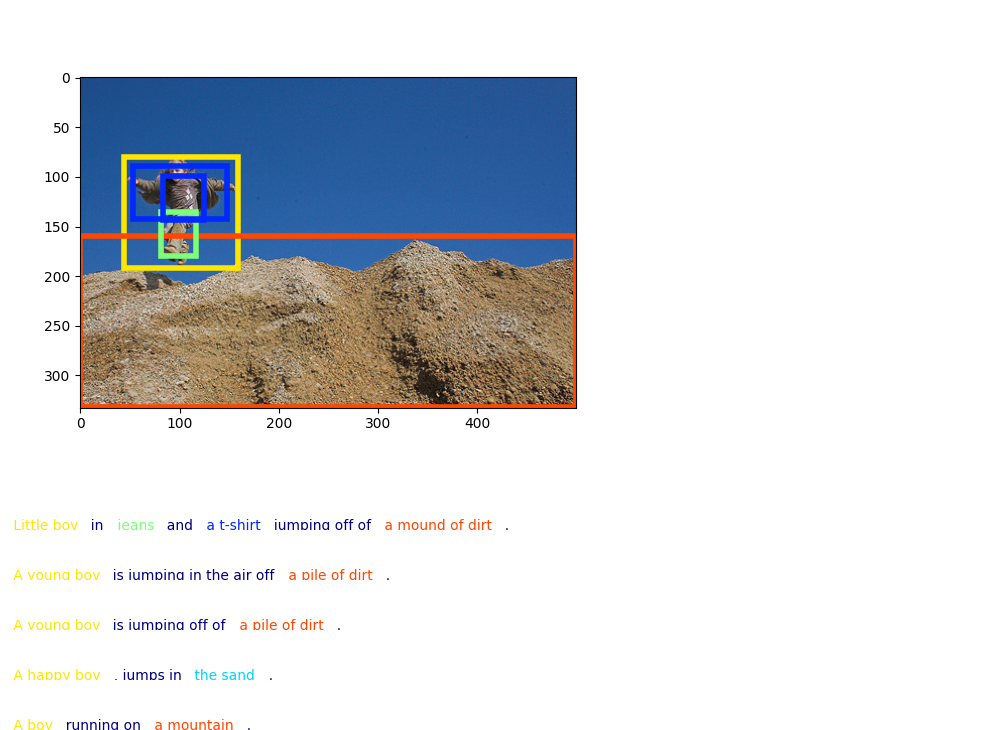 0
50
100
150
200
250
300
0 100 200 300 400
Little boy in jeans and a t-shirt jumping off of a mound of dirt .
A young boy is jumping in the air off a pile of dirt .
A young boy is jumping off of a pile of dirt .
A happy boy . jumps in the sand .
A boy running on a mountain .